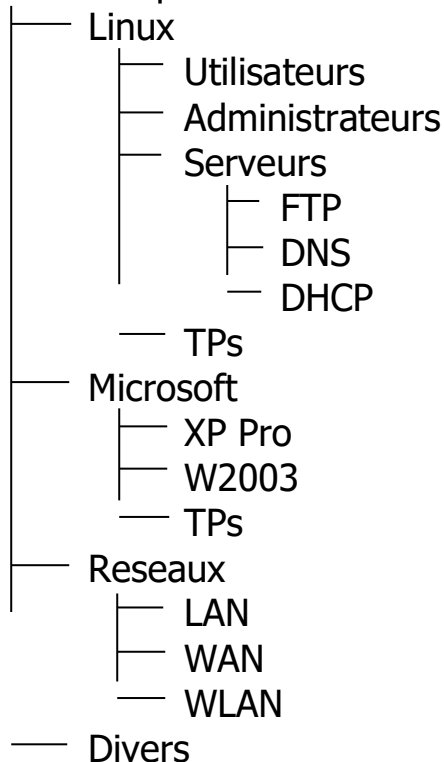 Linux
Utilisateurs
Administrateurs
Serveurs
FTP
DNS
DHCP
TPs
Microsoft
XP Pro
W2003
TPs
Reseaux
LAN
WAN
WLAN
Divers